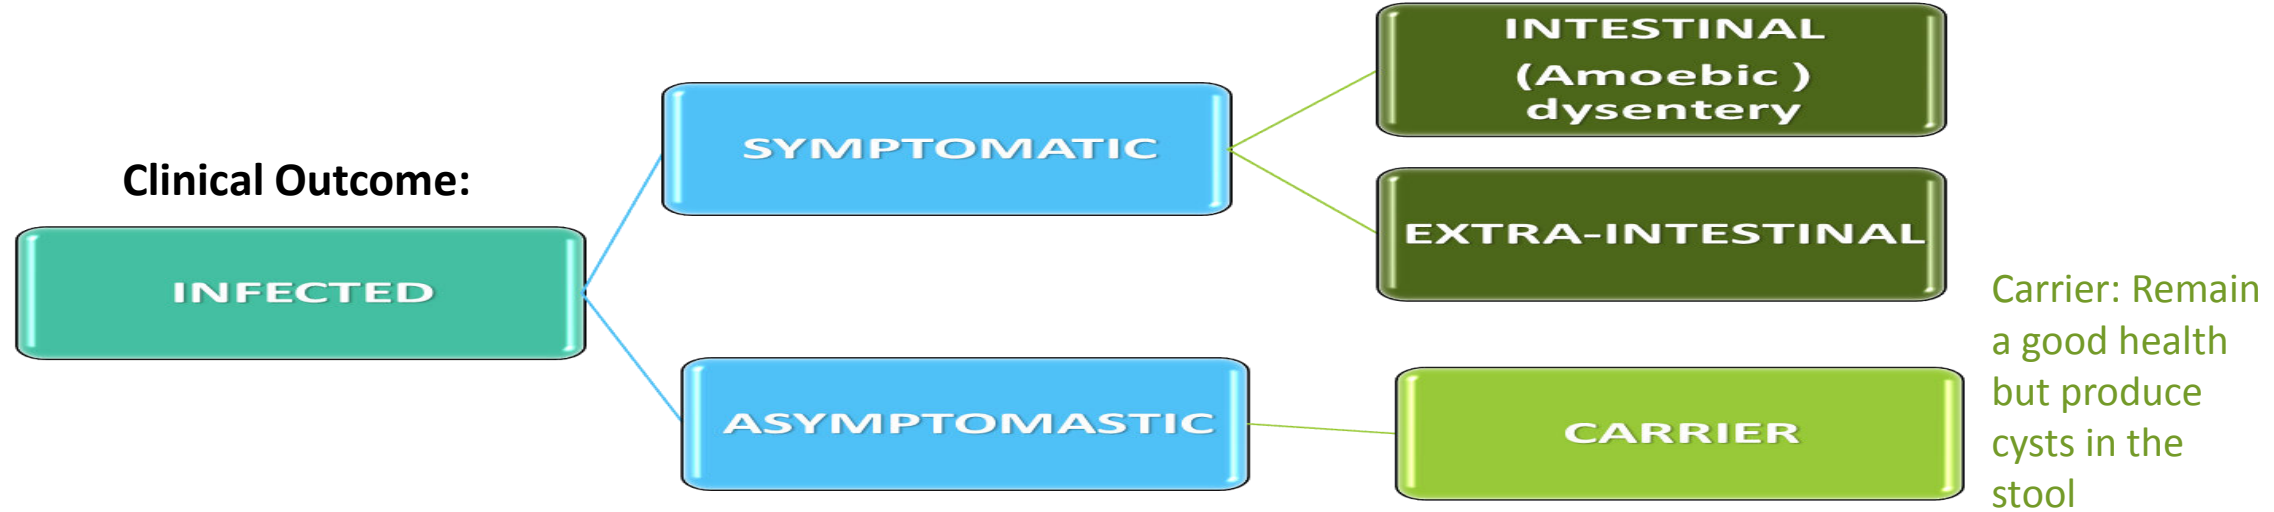 Clinical Outcome:
INFECTED
SYMPTOMATIC
INTESTINAL
(Amoebic )
dysentery
EXTRA-INTESTINAL
ASYMPTOMASTIC
CARRIER
Carrier: Remain
a good health
but produce
cysts in the
stool